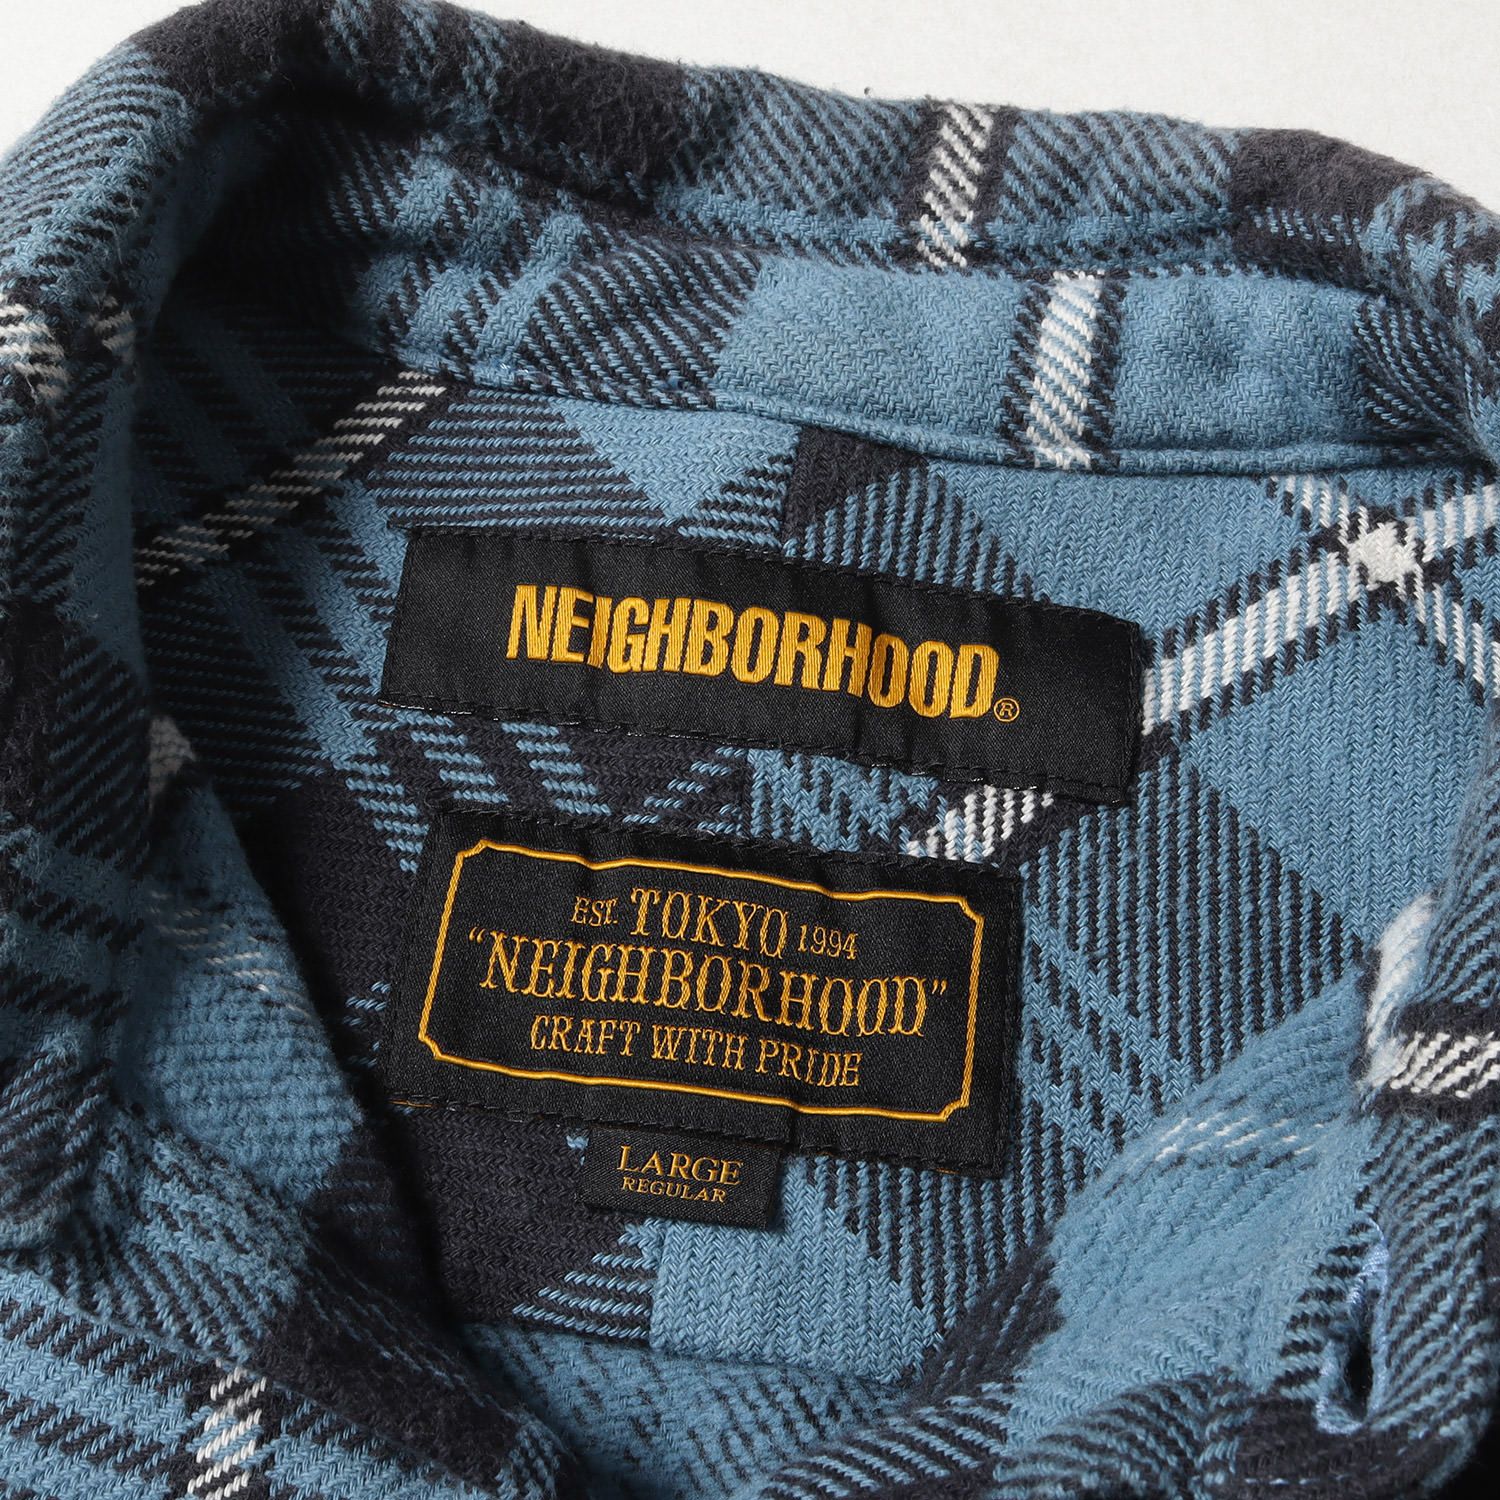 NEIGHBORHOOD®
EST. TOKYO 1994
"NEIGHBORHOOD"
CRAFT WITH PRIDE
LARGE
REGULAR